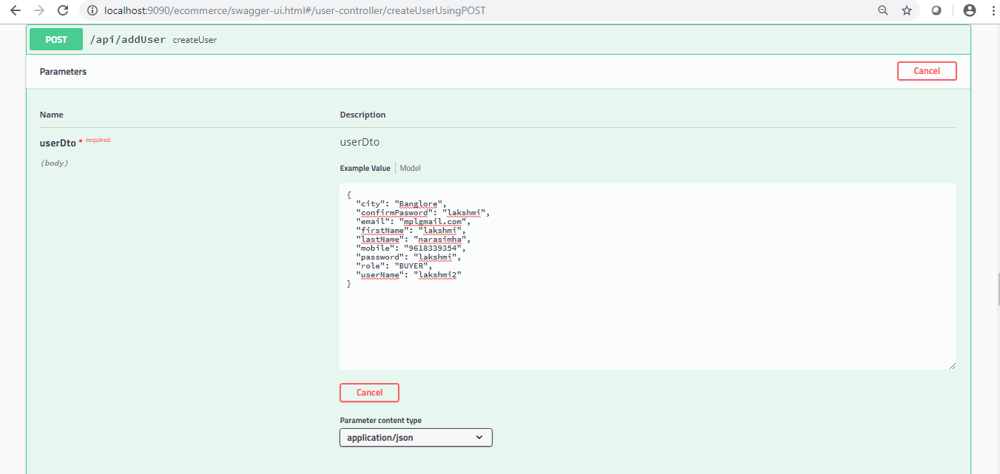 localhost:9090/ecommerce/swagger-ui.html#/user-controller/createUserUsingPOST
POST /api/addUser createUser
Parameters Cancel
Name Description
userDto * required userDto
(body)
Example Value Model
{
"city": "Banglore",
"confirmPasword": "lakshmi",
"email": "mplgmail.com",
"firstName": "lakshmi",
"lastName": "narasimha",
"mobile": "9618339354",
"password": "lakshmi",
"role": "BUYER",
"userName": "lakshmi2"
}
Cancel
Parameter content type
application/json